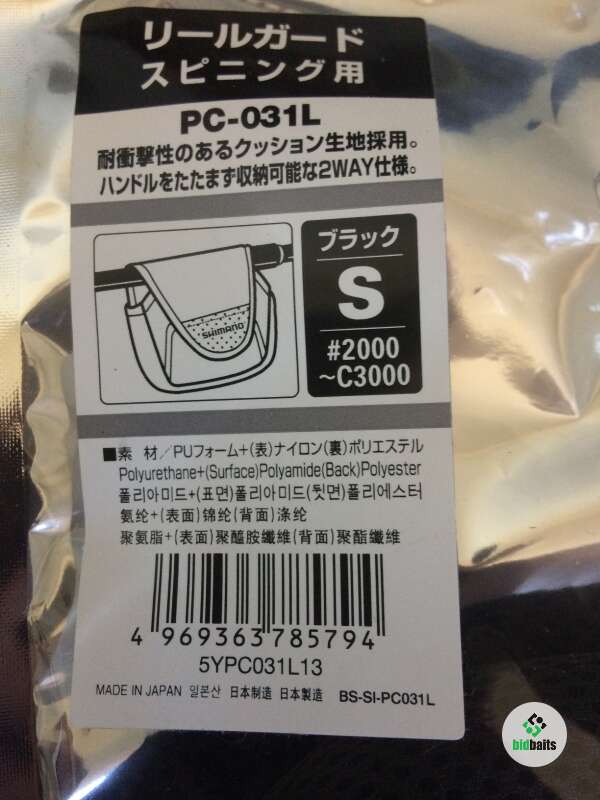 リールガード
スピニング用
PC-031L
耐衝撃性のあるクッション生地採用。
ハンドルをたたまず収納可能な2WAY仕様。
SHIMANO
ブラック
S
#2000
~C3000
■素 材/PUフォーム+(表)ナイロン(裏)ポリエステル
Polyurethane+(Surface)Polyamide(Back)Polyester
폴리아미드+(표면)폴리아미드(뒷면)폴리에스터
氨纶+(表面)锦纶(背面)涤纶
聚氨脂+(表面)聚醯胺纖維(背面)聚酯纖維
4 969363 785794
5YPC031L13
MADE IN JAPAN 일본산 日本制造 日本製造 BS-SI-PC031L
bidbaits